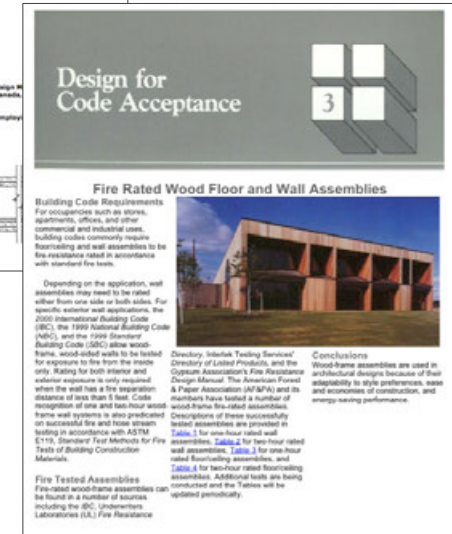 Design for
Code Acceptance
3
Fire Rated Wood Floor and Wall Assemblies
Building Code Requirements
For occupancies such as stores,
apartments, offices, and other
commercial and industrial uses,
building codes commonly require
floor/ceiling and wall assemblies to be
fire-resistance rated in accordance
with standard fire tests.
Depending on the application, wall
assemblies may need to be rated
either from one side or both sides. For
specific exterior wall applications, the
2000 International Building Code
(IBC), the 1999 National Building Code
(NBC), and the 1999 Standard
Building Code (SBC) allow wood-
frame, wood-sided walls to be tested
for exposure to fire from the inside
only. Rating for both interior and
exterior exposure is only required
when the wall has a fire separation
distance of less than 5 feet. Code
recognition of one and two-hour wood-
frame wall systems is also predicated
on successful fire and hose stream
testing in accordance with ASTM
E119, Standard Test Methods for Fire
Tests of Building Construction
Materials.
Fire Tested Assemblies
Fire-rated wood-frame assemblies can
be found in a number of sources
including the IBC, Underwriters
Laboratories (UL) Fire Resistance
Directory, Intertek Testing Services'
Directory of Listed Products, and the
Gypsum Association's Fire Resistance
Design Manual. The American Forest
& Paper Association (AF&PA) and its
members have tested a number of
wood-frame fire-rated assemblies.
Descriptions of these successfully
tested assemblies are provided in
Table 1 for one-hour rated wall
assemblies, Table 2 for two-hour rated
wall assemblies, Table 3 for one-hour
rated floor/ceiling assemblies, and
Table 4 for two-hour rated floor/ceiling
assemblies. Additional tests are being
conducted and the Tables will be
updated periodically.
Conclusions
Wood-frame assemblies are used in
architectural designs because of their
adaptability to style preferences, ease
and economies of construction, and
energy-saving performance.